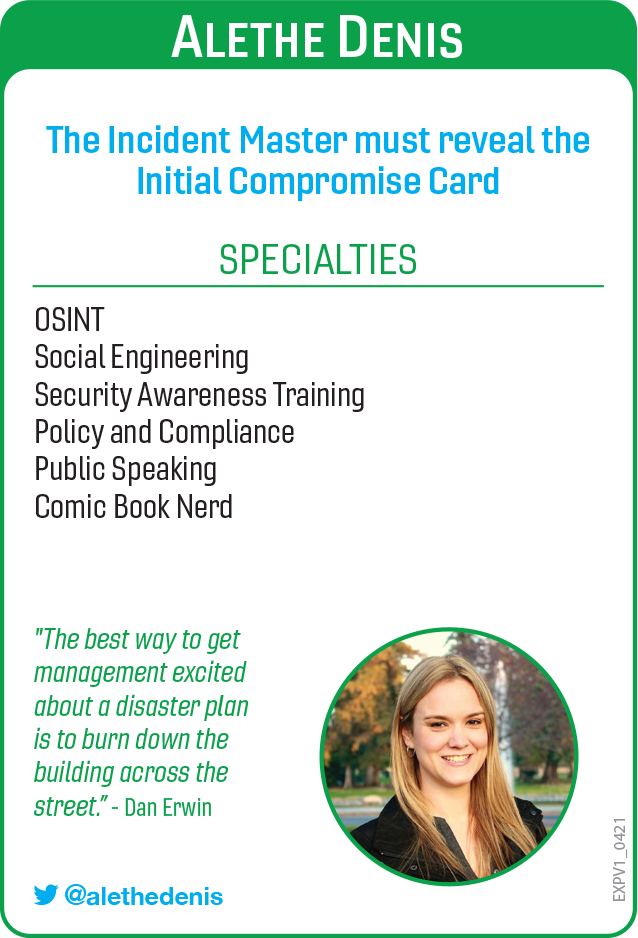 ALETHE DENIS
The Incident Master must reveal the
Initial Compromise Card
SPECIALTIES
OSINT
Social Engineering
Security Awareness Training
Policy and Compliance
Public Speaking
Comic Book Nerd
"The best way to get
management excited
about a disaster plan
is to burn down the
building across the
street.” - Dan Erwin
@alethedenis
EXPV1_0421